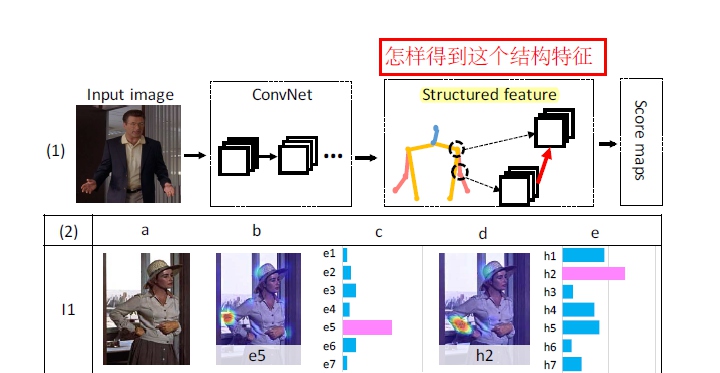 怎样得到这个结构特征
Input image
ConvNet
Structured feature
(1)
...
Score maps
(2) a b c d e
I1
e5
e1
e2
e3
e4
e5
e6
e7
h2
h1
h2
h3
h4
h5
h6
h7